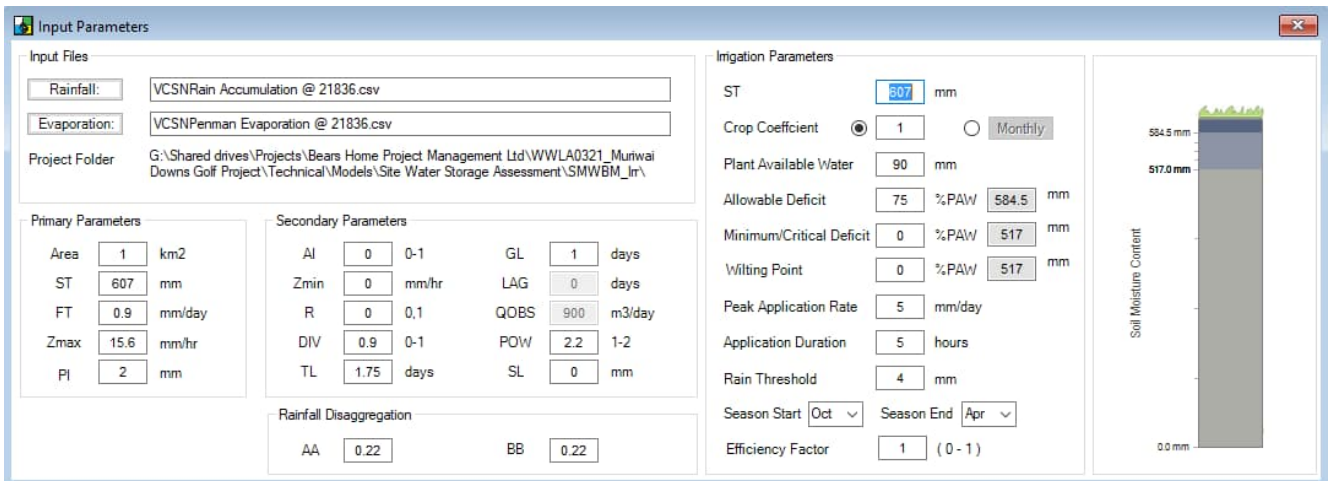 Input Parameters
Input Files
Rainfall: VCSNRain Accumulation @ 21836.csv
Evaporation: VCSNPenman Evaporation @ 21836.csv
Project Folder G:\Shared drives\Projects\Bears Home Project Management Ltd\WWLA0321_Muriwai
Downs Golf Project\Technical\Models\Site Water Storage Assessment\SMWBM_Irr\
Primary Parameters
Area 1 km2
ST 607 mm
FT 0.9 mm/day
Zmax 15.6 mm/hr
PI 2 mm
Secondary Parameters
AI 0 0-1 GL 1 days
Zmin 0 mm/hr LAG 0 days
R 0 0,1 QOBS 900 m3/day
DIV 0.9 0-1 POW 2.2 1-2
TL 1.75 days SL 0 mm
Rainfall Disaggregation
AA 0.22 BB 0.22
Irrigation Parameters
ST 607 mm
Crop Coeffcient 1 Monthly
Plant Available Water 90 mm
Allowable Deficit 75 %PAW 584.5 mm
Minimum/Critical Deficit 0 %PAW 517 mm
Wilting Point 0 %PAW 517 mm
Peak Application Rate 5 mm/day
Application Duration 5 hours
Rain Threshold 4 mm
Season Start Oct Season End Apr
Efficiency Factor 1 ( 0 - 1 )
Soil Moisture Content
584.5 mm
517.0 mm
0.0 mm